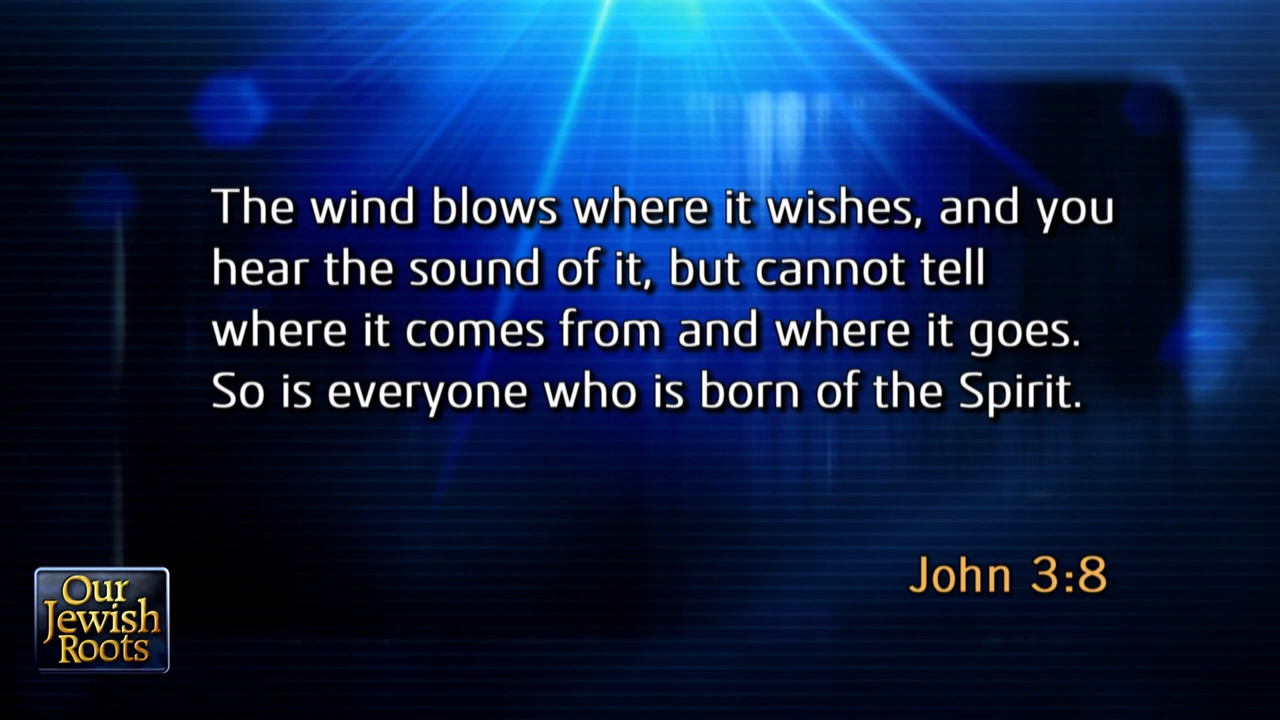 The wind blows where it wishes, and you
hear the sound of it, but cannot tell
where it comes from and where it goes.
So is everyone who is born of the Spirit.
John 3:8
Our
Jewish
Roots